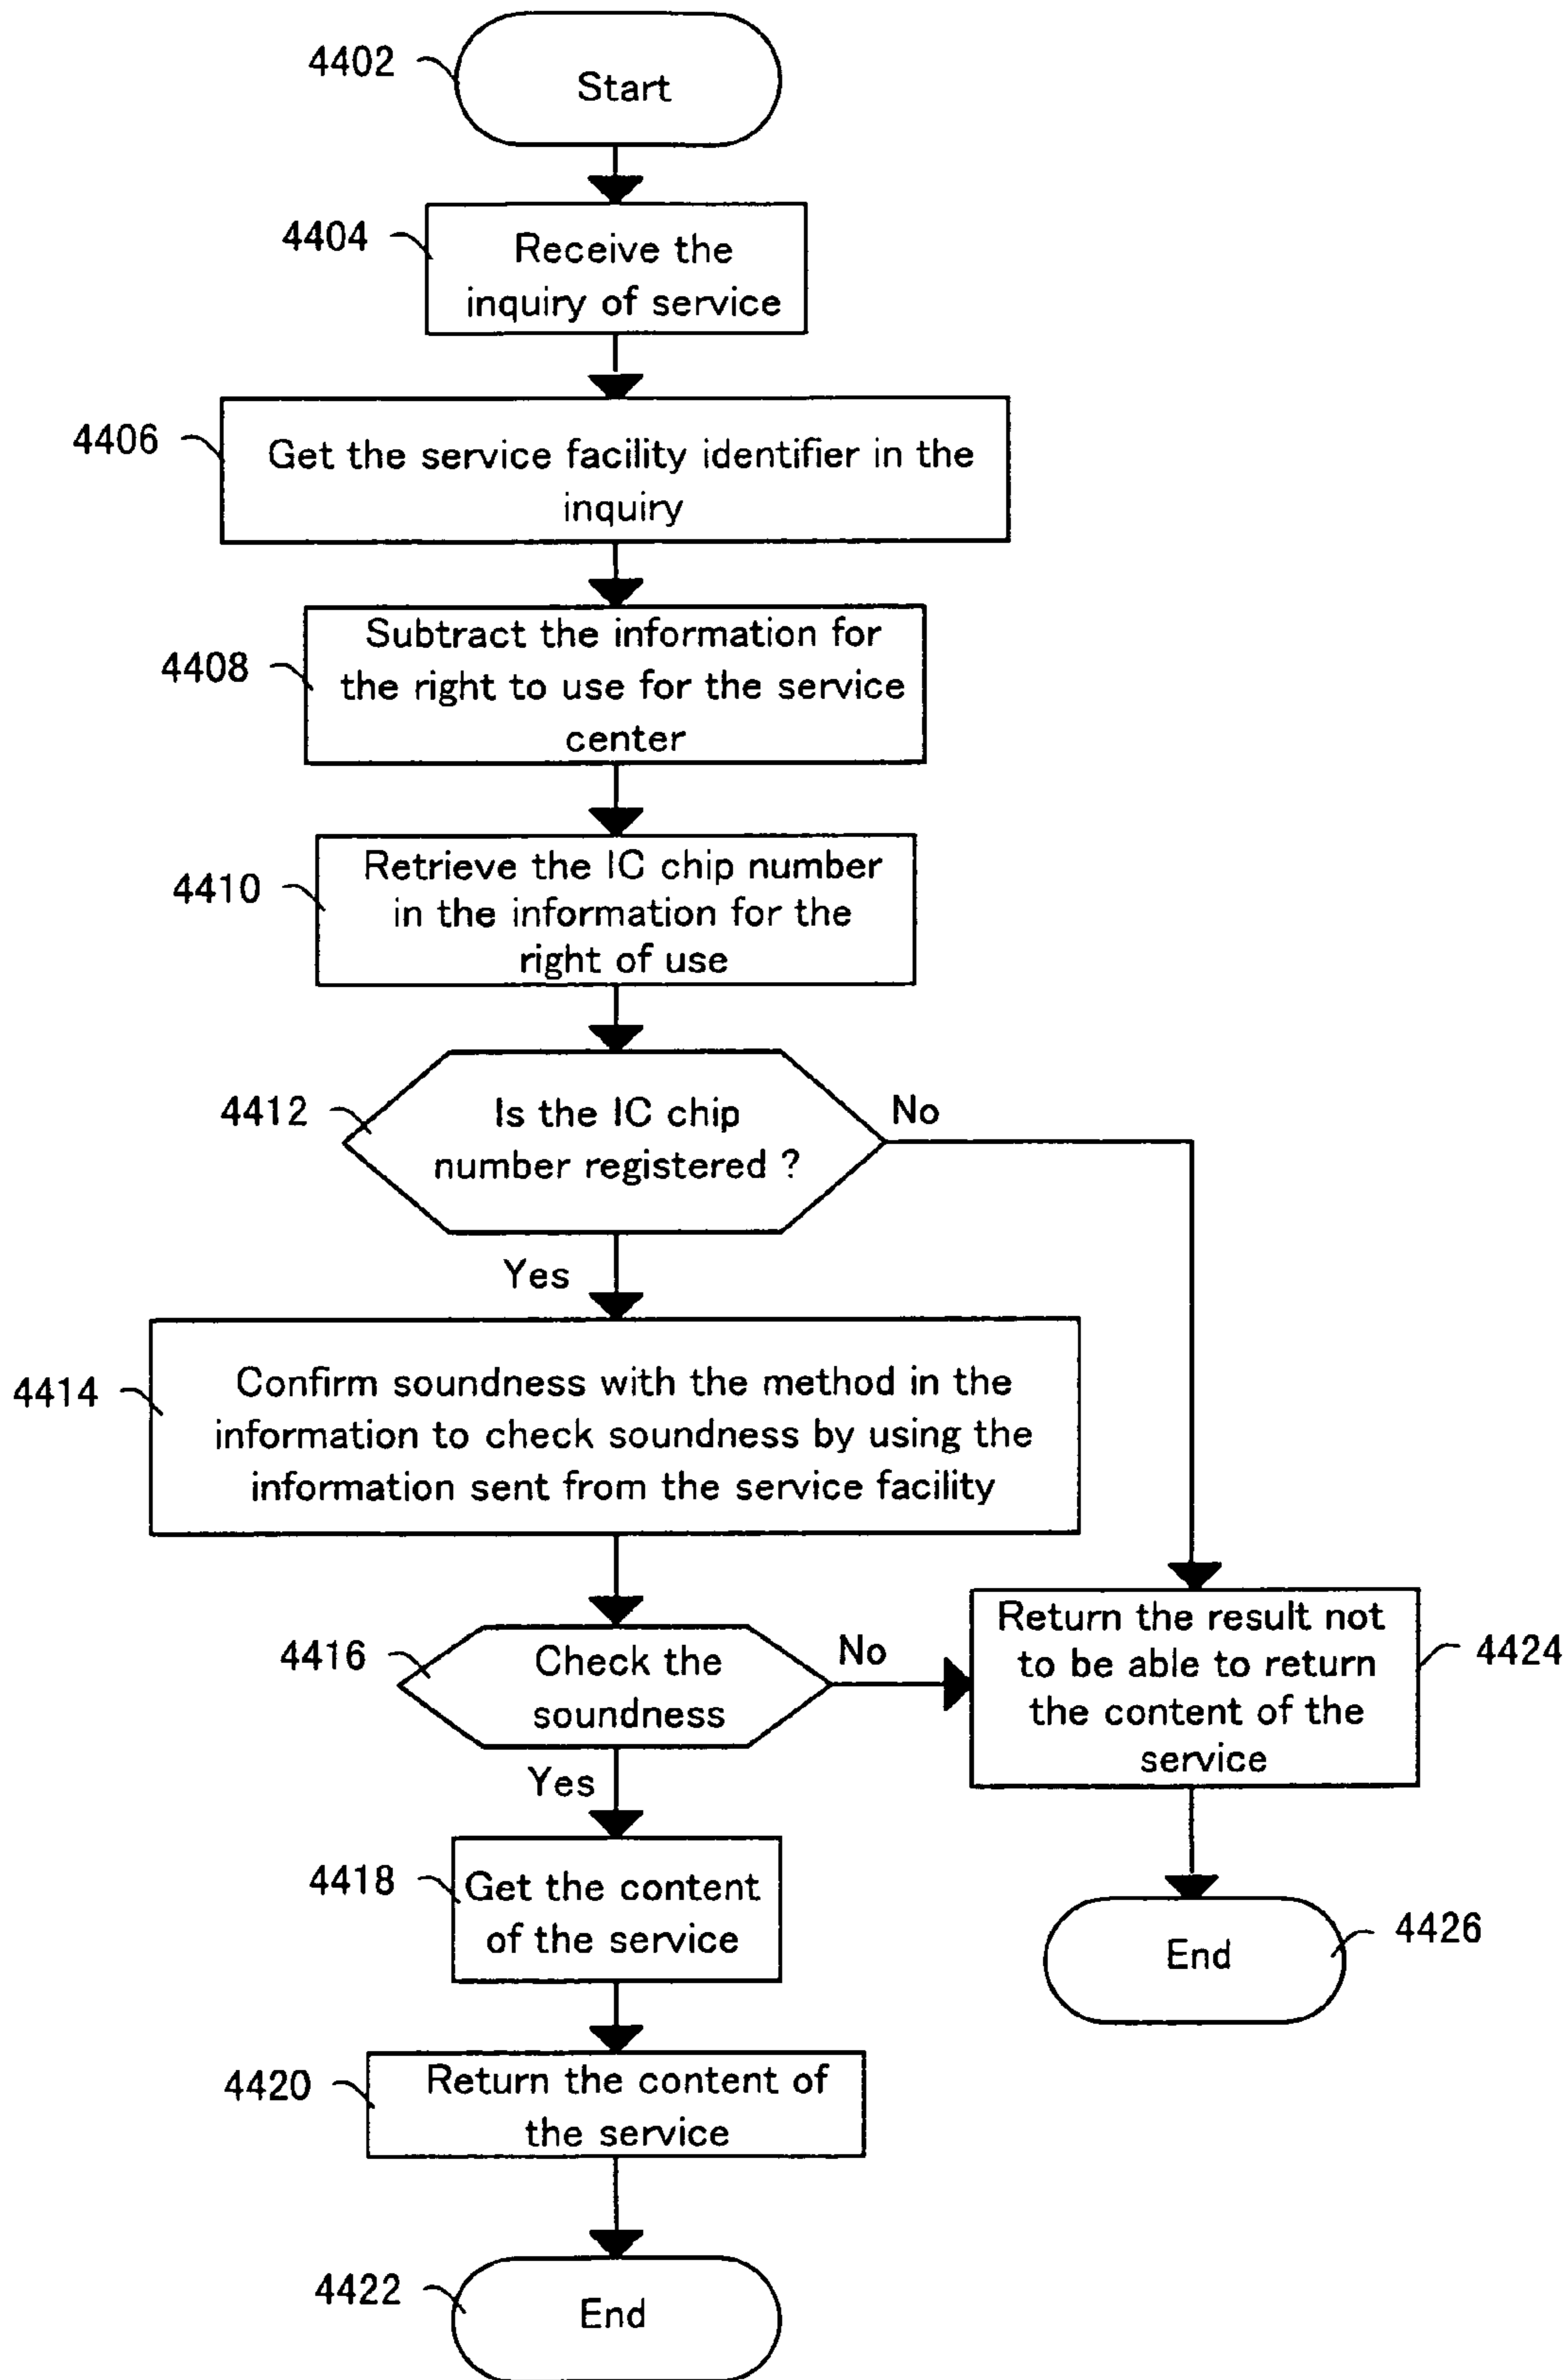 4402
Start
4404
Receive the
inquiry of service
4406
Get the service facility identifier in the
inquiry
4408
Subtract the information for
the right to use for the service
center
4410
Retrieve the IC chip number
in the information for the
right of use
4412
Is the IC chip
number registered ?
No
Yes
4414
Confirm soundness with the method in the
information to check soundness by using the
information sent from the service facility
4416
Check the
soundness
No
Yes
Return the result not
to be able to return
the content of the
service
4424
4418
Get the content
of the service
End
4426
4420
Return the content of
the service
4422
End